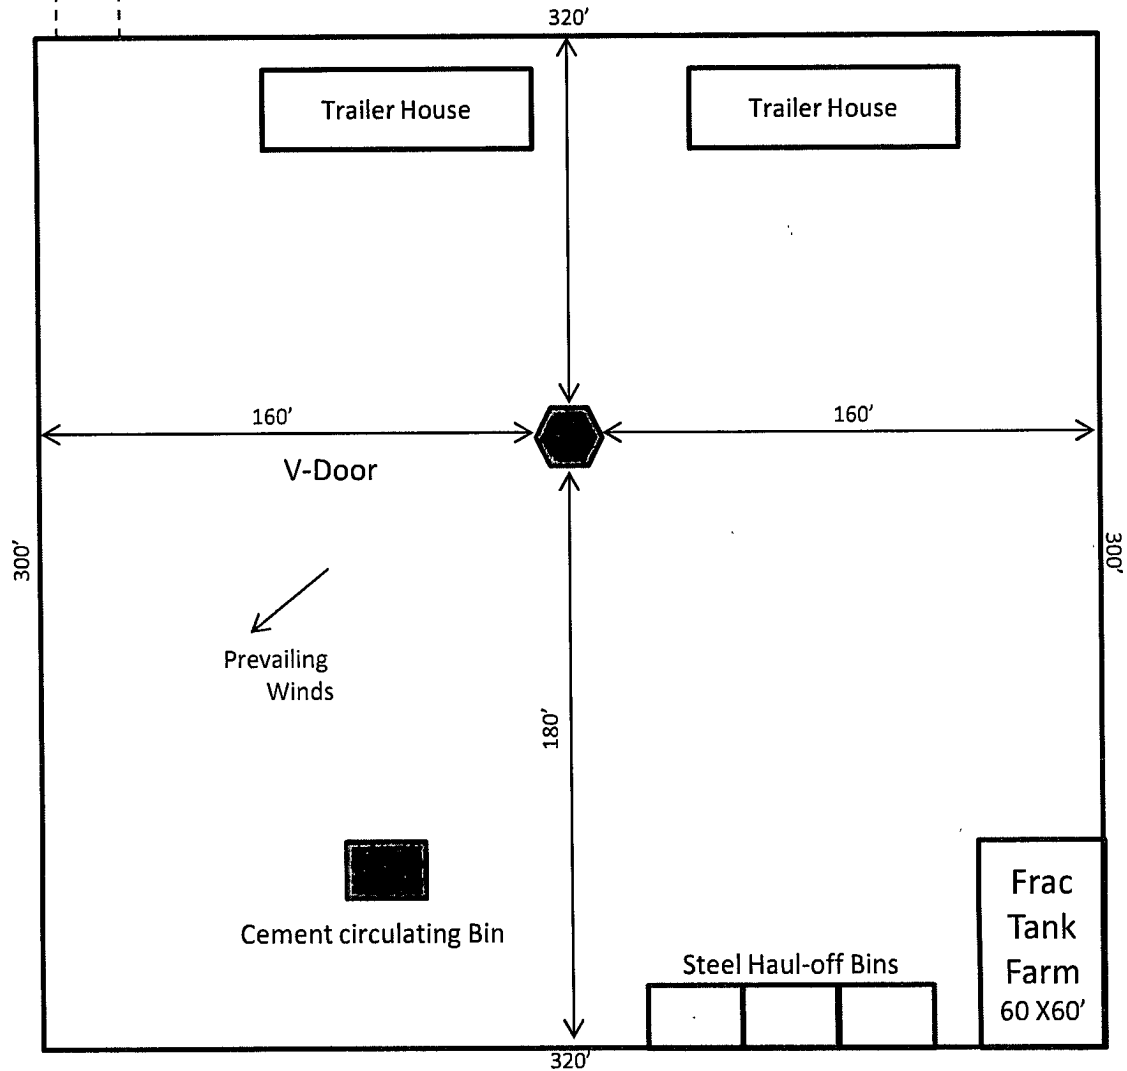 320'
Trailer House
Trailer House
160'
160'
V-Door
300'
300'
Prevailing
Winds
180'
Cement circulating Bin
Frac
Tank
Farm
60 X60'
Steel Haul-off Bins
320'